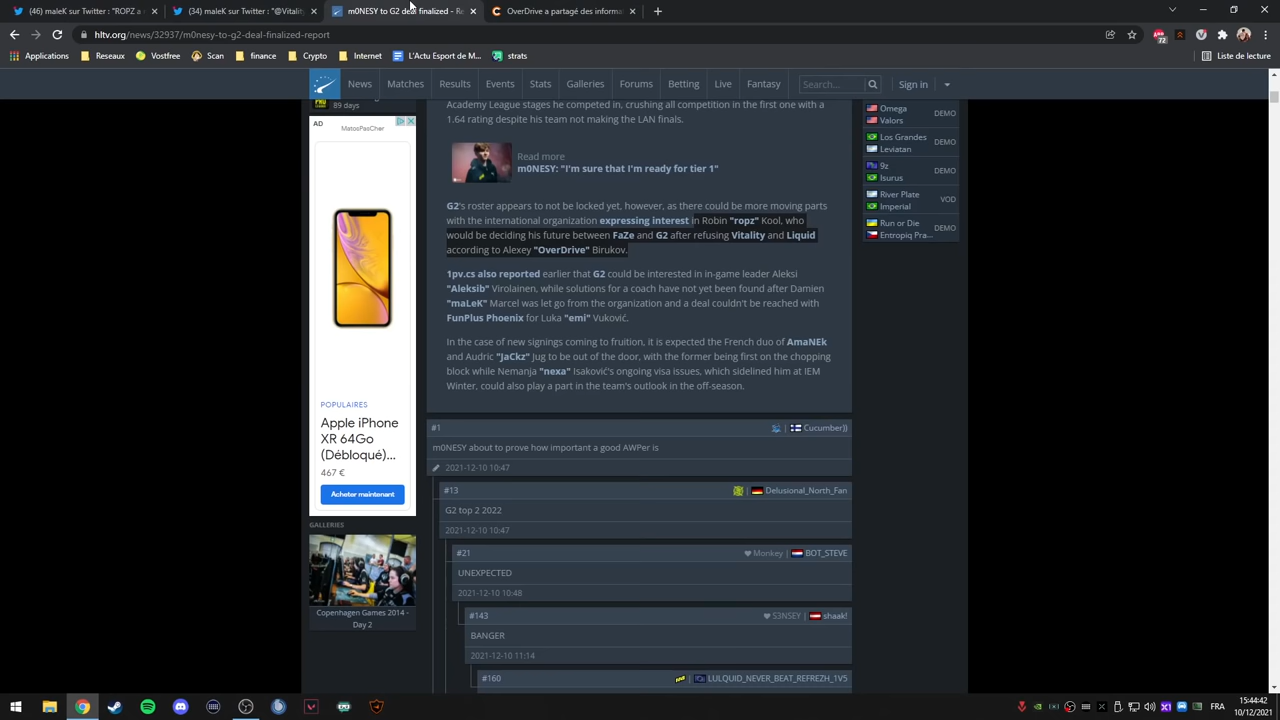 (46) maleK sur Twitter : "ROPZ a
(34) maLeK sur Twitter : "@Vitalit
m0NESY to G2 deal finalized - Re
OverDrive a partagé des informa
hltv.org/news/32937/m0nesy-to-g2-deal-finalized-report
Applications
Reseaux
Vostfree
Scan
finance
Crypto
L'Actu Esport du M...
stats
Liste de lecture
News
Matches
Results
Events
Stats
Galleries
Forums
Betting
Live
Fantasy
Search...
Sign in
89 days
AD
MatosPasCher
POPULAIRES
Apple iPhone
XR 64Go
(Débloqué)...
467 €
Acheter maintenant
GALLERIES
Copenhagen Games 2014 -
Day 2
Academy League stages he competed in, crushing all competition in the first one with a
1.64 rating despite his team not making the LAN finals.
Read more
m0NESY: "I'm sure that I'm ready for tier 1"
G2's roster appears to not be locked yet, however, as there could be more moving parts
with the international organization expressing interest in Robin "ropz" Kool, who
would be deciding his future between FaZe and G2 after refusing Vitality and Liquid
according to Alexey "OverDrive" Birukov.
1pv.cs also reported earlier that G2 could be interested in in-game leader Aleksi
"Aleksib" Virolainen, while solutions for a coach have not yet been found after Damien
"maLeK" Marcel was let go from the organization and a deal couldn't be reached with
FunPlus Phoenix for Luka "emi" Vuković.
In the case of new signings coming to fruition, it is expected the French duo of AmaNEk
and Audric "JaCkz" Jug to be out of the door, with the former being first on the chopping
block while Nemanja "nexa" Isaković's ongoing visa issues, which sidelined him at IEM
Winter, could also play a part in the team's outlook in the off-season.
#1
Cucumber))
m0NESY about to prove how important a good AWPer is
2021-12-10 10:47
#13
Delusional_North_Fan
G2 top 2 2022
2021-12-10 10:47
#21
Monkey | BOT_STEVE
UNEXPECTED
2021-12-10 10:48
#143
S3NSEY | shaak!
BANGER
2021-12-10 11:14
#160
LULQUID_NEVER_BEAT_REFREZH_1V5
Omega
Valors
DEMO
Los Grandes
Leviatan
DEMO
9z
Isurus
DEMO
River Plate
Imperial
VOD
Run or Die
Entropiq Pra...
DEMO
FRA
15:44:42
10/12/2021